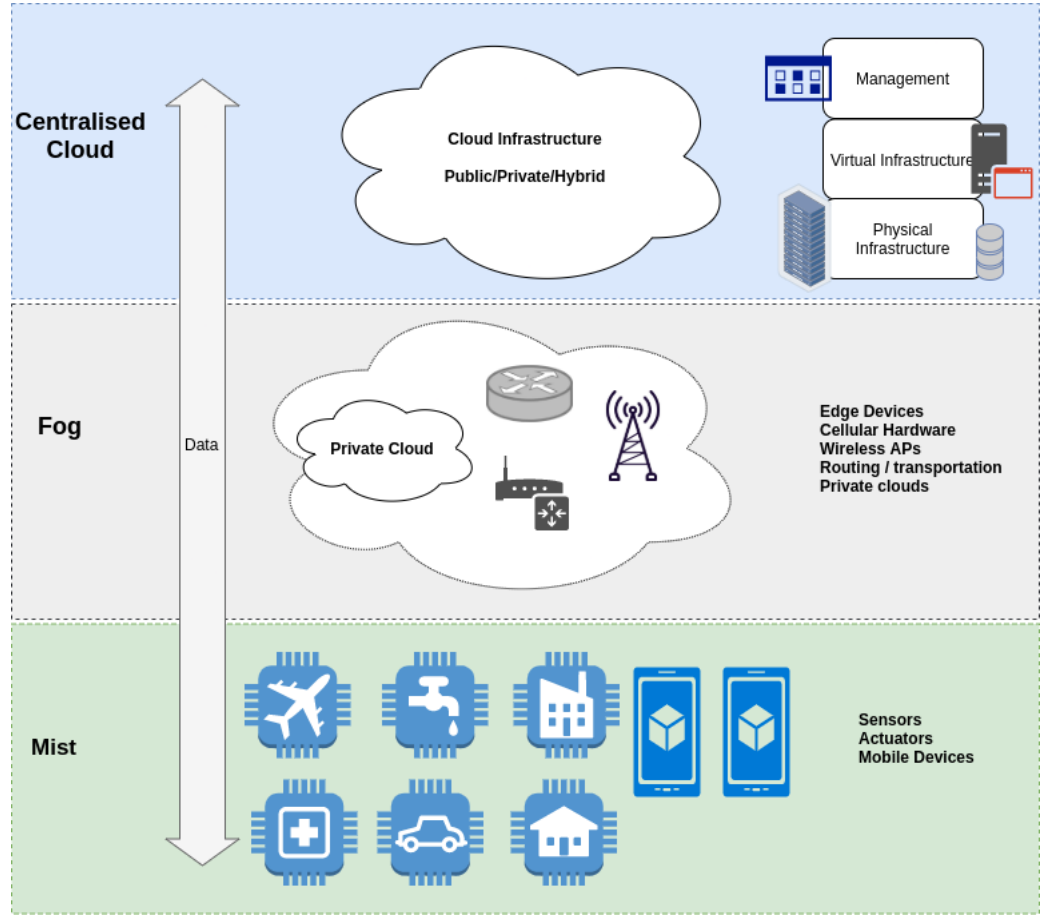 Centralised
Cloud
Cloud Infrastructure
Public/Private/Hybrid
Management
Virtual Infrastructure
Physical
Infrastructure
Fog
Data
Private Cloud
Edge Devices
Cellular Hardware
Wireless APs
Routing / transportation
Private clouds
Mist
Sensors
Actuators
Mobile Devices